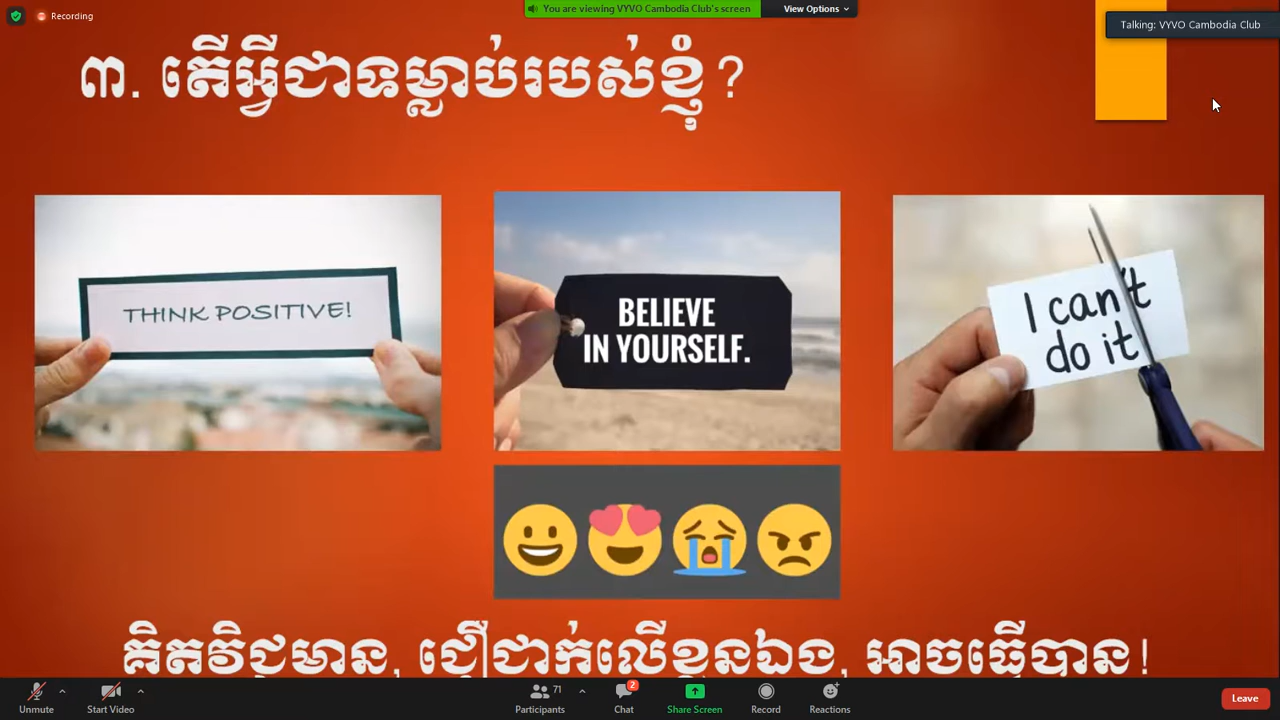 Recording
You are viewing VYVO Cambodia Club's screen
View Options
Talking: VYVO Cambodia Club
៣. តើអ្វីជាទម្លាប់របស់ខ្ញុំ?
THINK POSITIVE!
BELIEVE
IN YOURSELF.
I can't
do it
គិតវិជ្ជមាន, ជឿជាក់លើខ្លួនឯង, អាចធ្វើបាន!
Unmute
Start Video
71
Participants
2
Chat
Share Screen
Record
Reactions
Leave